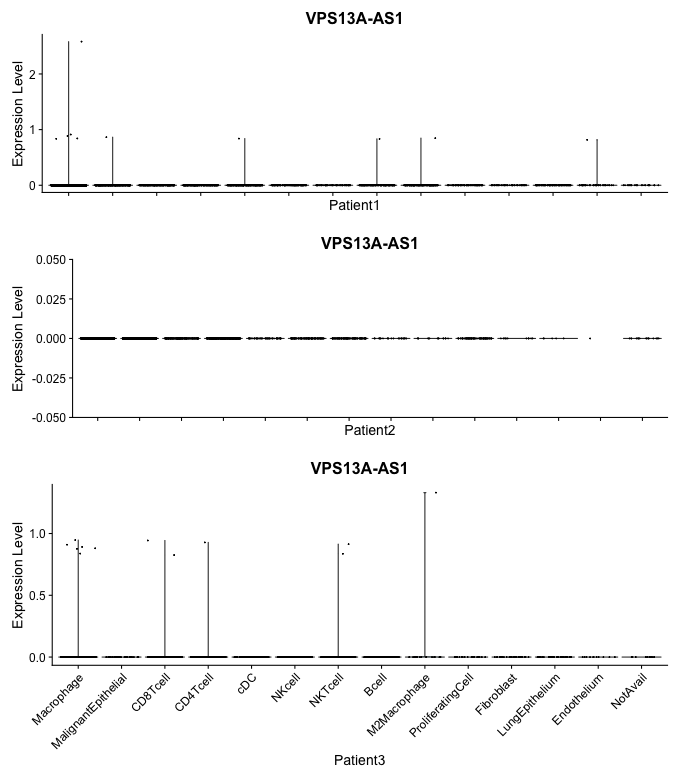 VPS13A-AS1
Expression Level
2
1
0
Patient1
VPS13A-AS1
Expression Level
0.050
0.025
0.000
-0.025
-0.050
Patient2
VPS13A-AS1
Expression Level
1.0
0.5
0.0
Macrophage
MalignantEpithelial
CD8Tcell
CD4Tcell
cDC
NKcell
NKTcell
Bcell
M2Macrophage
ProliferatingCell
Fibroblast
LungEpithelium
Endothelium
NotAvail
Patient3